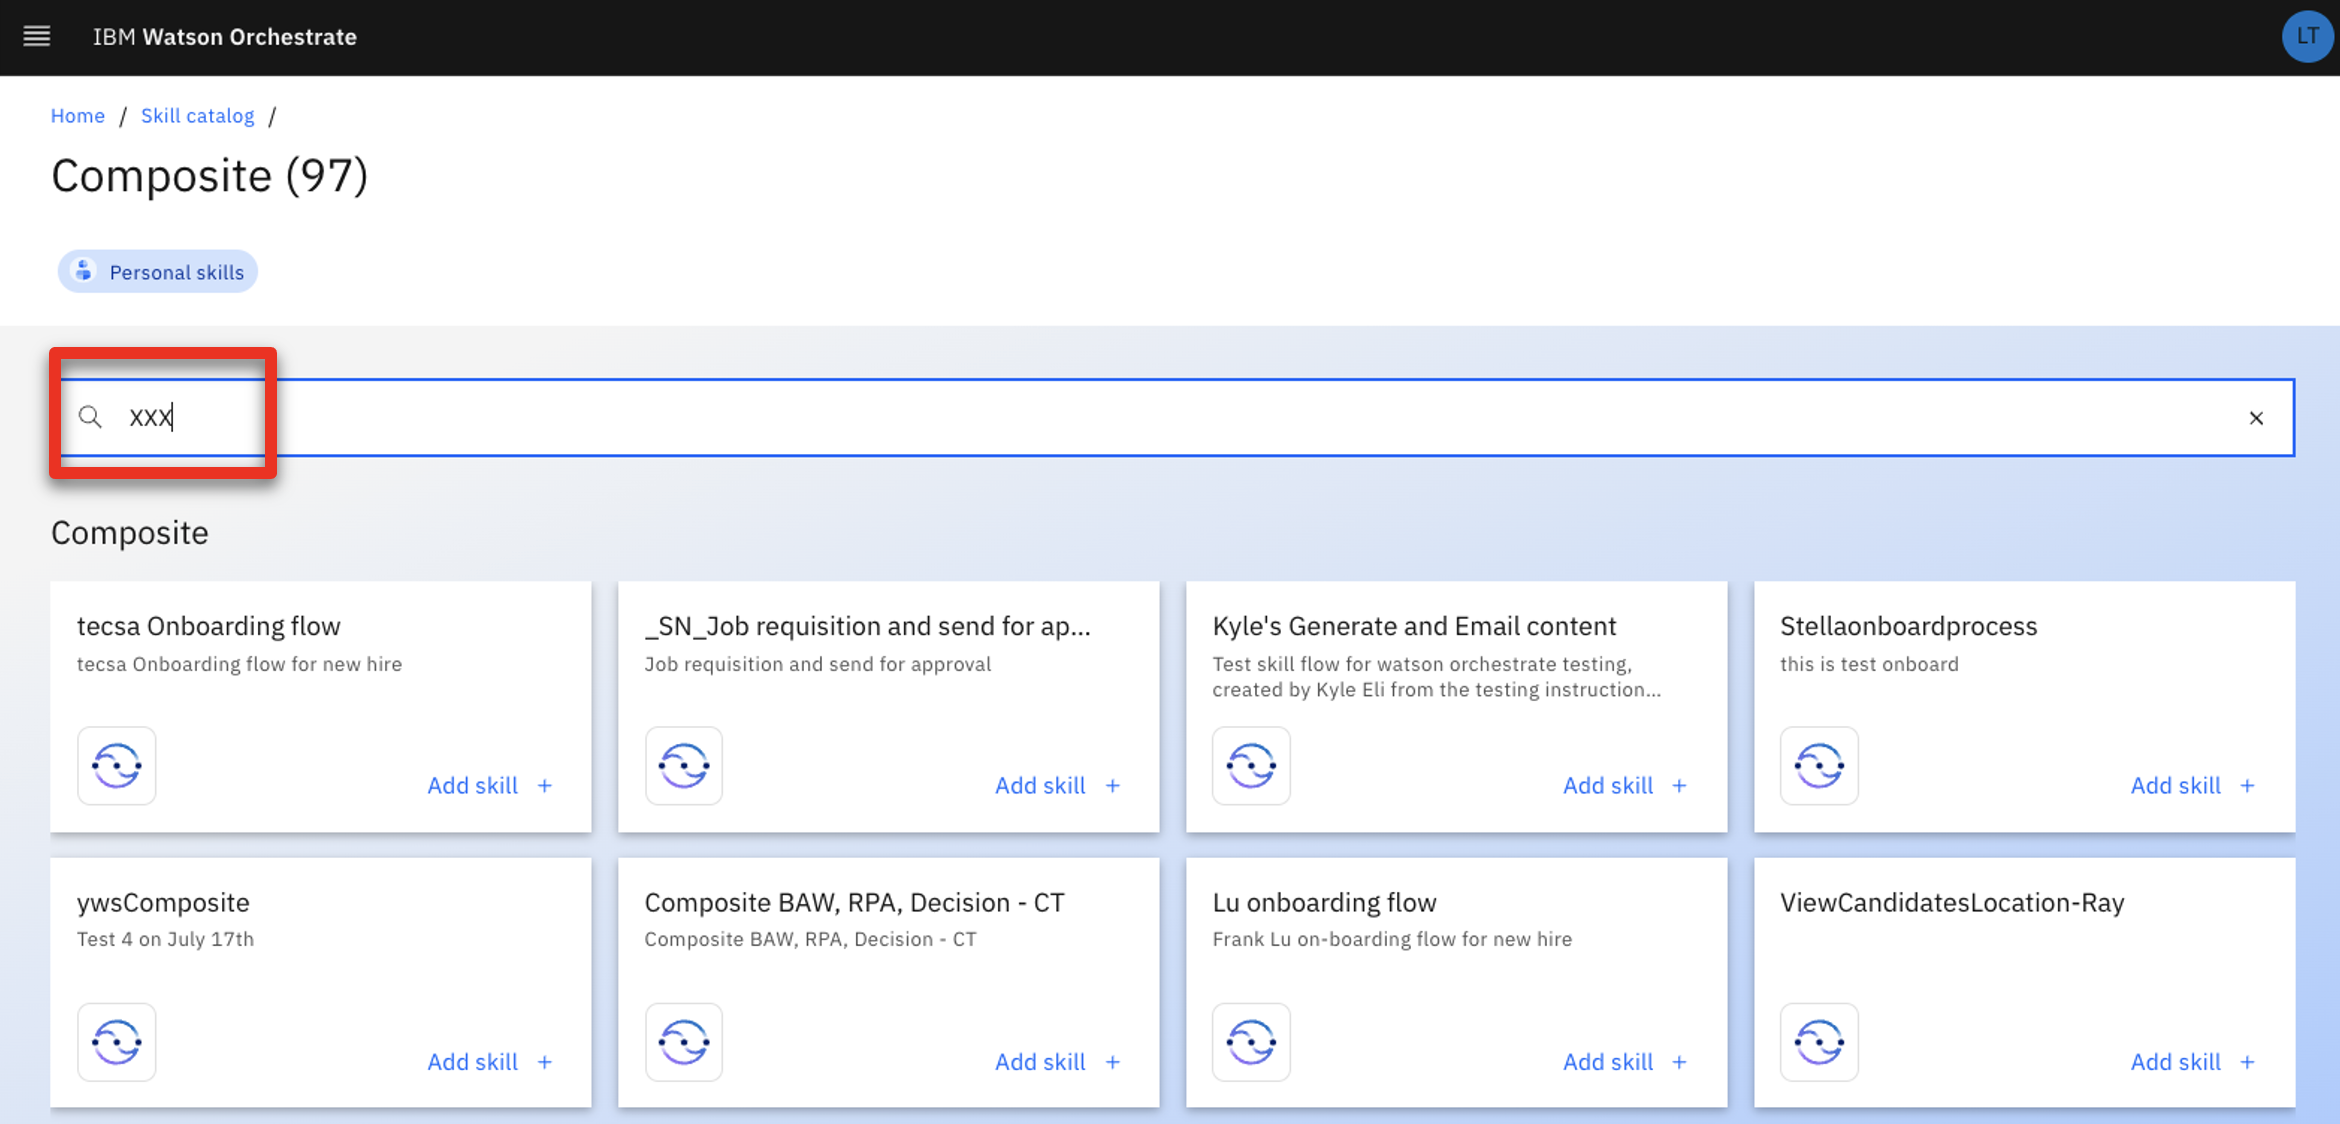 IBM Watson Orchestrate
LT
Home / Skill catalog /
Composite (97)
Personal skills
XXX
Composite
tecsa Onboarding flow
tecsa Onboarding flow for new hire
Add skill +
_SN_Job requisition and send for ap...
Job requisition and send for approval
Add skill +
Kyle's Generate and Email content
Test skill flow for watson orchestrate testing,
created by Kyle Eli from the testing instruction...
Add skill +
Stellaonboardprocess
this is test onboard
Add skill +
ywsComposite
Test 4 on July 17th
Add skill +
Composite BAW, RPA, Decision - CT
Composite BAW, RPA, Decision - CT
Add skill +
Lu onboarding flow
Frank Lu on-boarding flow for new hire
Add skill +
ViewCandidatesLocation-Ray
Add skill +